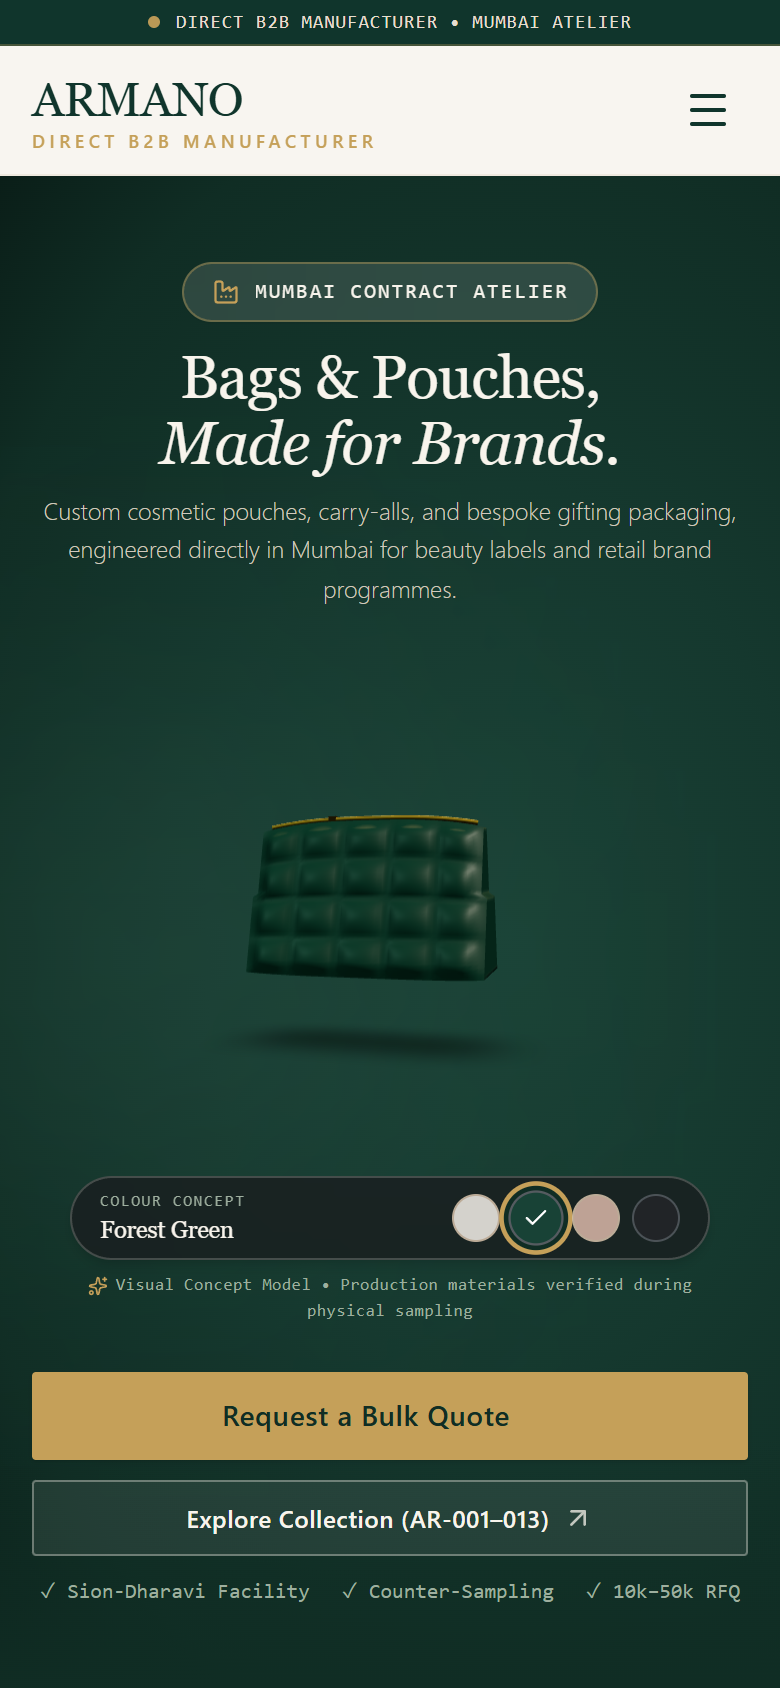 DIRECT B2B MANUFACTURER • MUMBAI ATELIER
ARMANO
DIRECT B2B MANUFACTURER
MUMBAI CONTRACT ATELIER
Bags & Pouches,
Made for Brands.
Custom cosmetic pouches, carry-alls, and bespoke gifting packaging,
engineered directly in Mumbai for beauty labels and retail brand
programmes.
COLOUR CONCEPT
Forest Green
Visual Concept Model • Production materials verified during
physical sampling
Request a Bulk Quote
Explore Collection (AR-001–013)
✓ Sion-Dharavi Facility ✓ Counter-Sampling ✓ 10k–50k RFQ